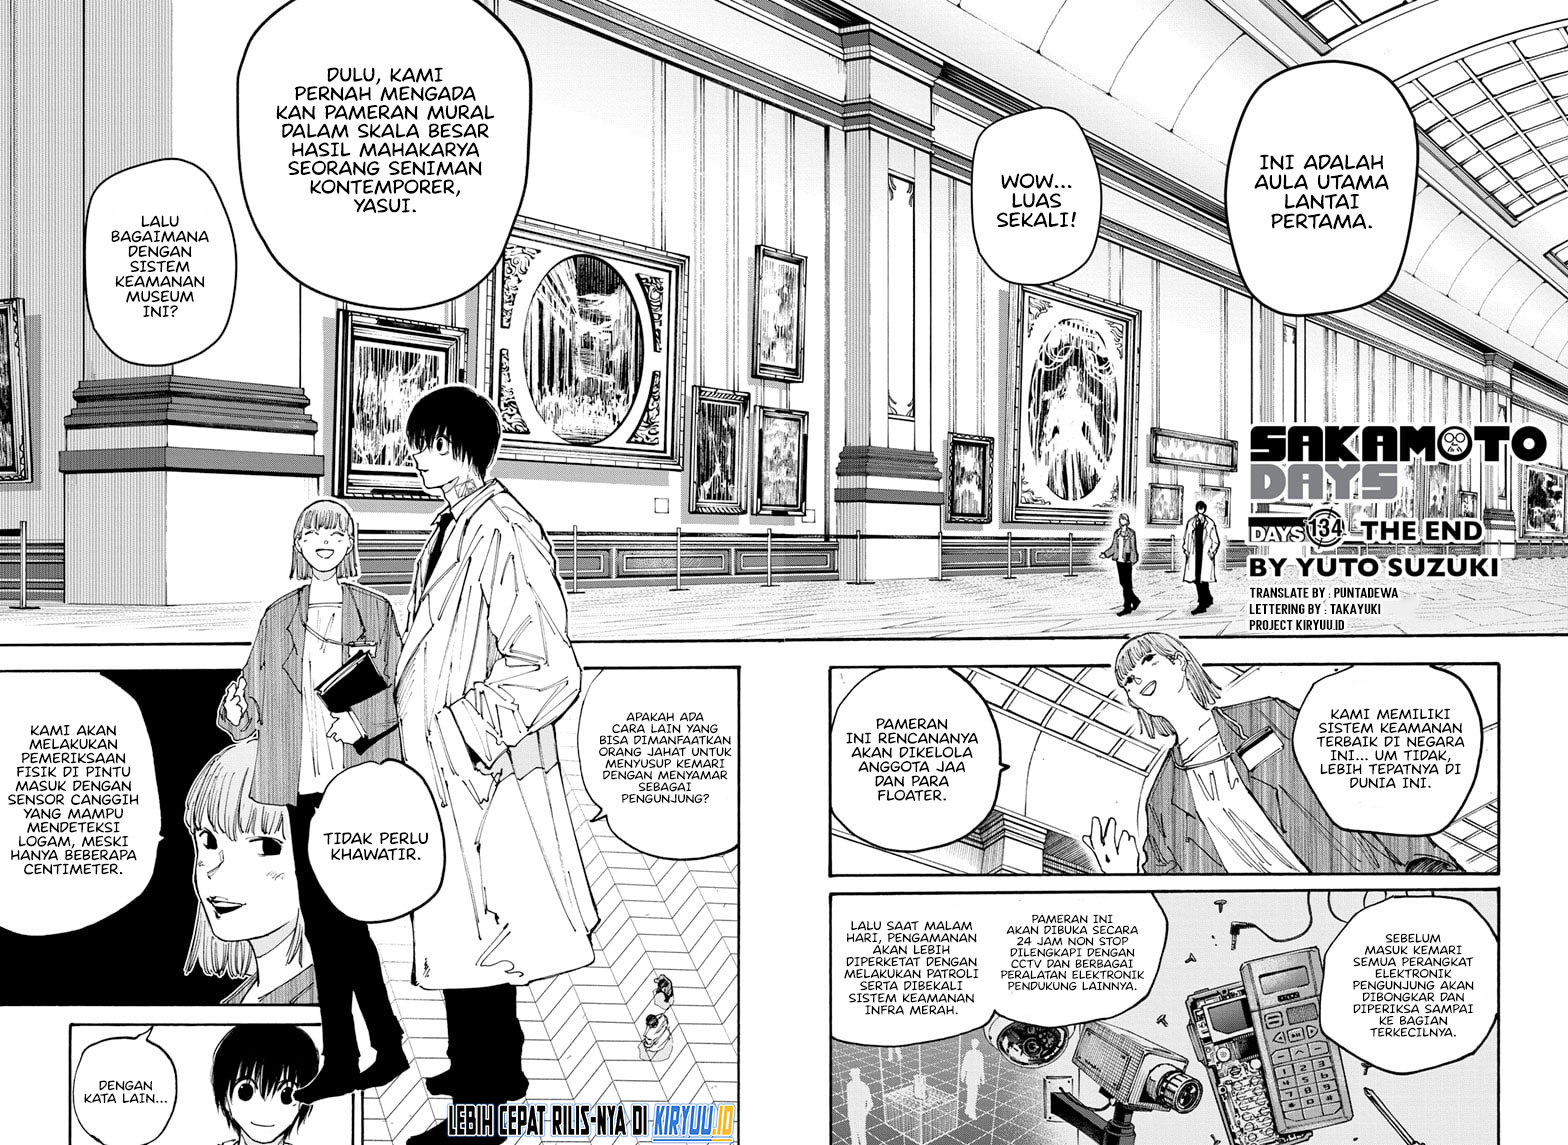 INI ADALAH
AULA UTAMA
LANTAI
PERTAMA.
WOW...
LUAS
SEKALI!
DULU, KAMI
PERNAH MENGADA
KAN PAMERAN MURAL
DALAM SKALA BESAR
HASIL MAHAKARYA
SEORANG SENIMAN
KONTEMPORER,
YASUI.
LALU
BAGAIMANA
DENGAN
SISTEM
KEAMANAN
MUSEUM
INI?
SAKAMOTO
DAYS
DAYS 134 THE END
BY YUTO SUZUKI
TRANSLATE BY : PUNTADEWA
LETTERING BY : TAKAYUKI
PROJECT KIRYUU.ID
KAMI MEMILIKI
SISTEM KEAMANAN
TERBAIK DI NEGARA
INI... UM TIDAK,
LEBIH TEPATNYA DI
DUNIA INI.
PAMERAN
INI RENCANANYA
AKAN DIKELOLA
ANGGOTA JAA
DAN PARA
FLOATER.
SEBELUM
MASUK KEMARI
SEMUA PERANGKAT
ELEKTRONIK
PENGUNJUNG AKAN
DIBONGKAR DAN
DIPERIKSA SAMPAI
KE BAGIAN
TERKECILNYA.
PAMERAN INI
AKAN DIBUKA SECARA
24 JAM NON STOP
DILENGKAPI DENGAN
CCTV DAN BERBAGAI
PERALATAN ELEKTRONIK
PENDUKUNG LAINNYA.
LALU SAAT MALAM
HARI, PENGAMANAN
AKAN LEBIH
DIPERKETAT DENGAN
MELAKUKAN PATROLI
SERTA DIBEKALI
SISTEM KEAMANAN
INFRA MERAH.
APAKAH ADA
CARA LAIN YANG
BISA DIMANFAATKAN
ORANG JAHAT UNTUK
MENYUSUP KEMARI
DENGAN MENYAMAR
SEBAGAI
PENGUNJUNG?
TIDAK PERLU
KHAWATIR.
KAMI AKAN
MELAKUKAN
PEMERIKSAAN
FISIK DI PINTU
MASUK DENGAN
SENSOR CANGGIH
YANG MAMPU
MENDETEKSI
LOGAM, MESKI
HANYA BEBERAPA
CENTIMETER.
DENGAN
KATA LAIN...
LEBIH CEPAT RILIS-NYA DI KIRYUU.ID